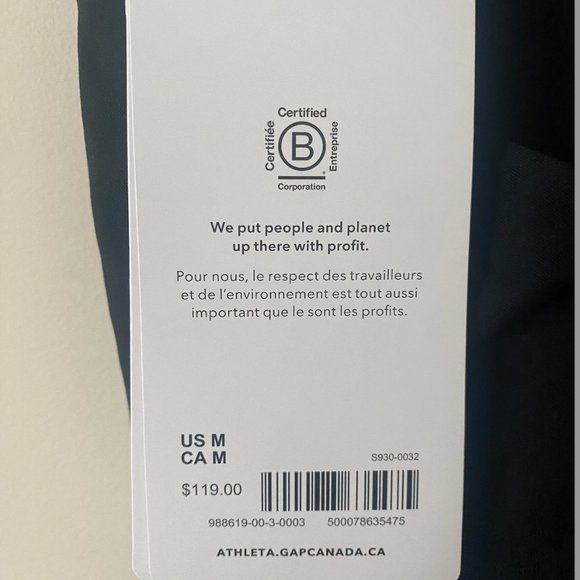 Certified
Certifiée
B
Entreprise
Corporation
We put people and planet
up there with profit.
Pour nous, le respect des travailleurs
et de l'environnement est tout aussi
important que le sont les profits.
US M
CA M
S930-0032
$119.00
988619-00-3-0003 500078635475
ATHLETA.GAPCANADA.CA